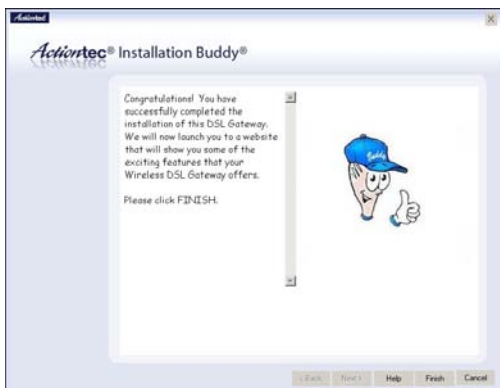 Actiontec
Actiontec® Installation Buddy®
Congratulations! You have
successfully completed the
installation of this DSL Gateway.
We will now launch you to a website
that will show you some of the
exciting features that your
Wireless DSL Gateway offers.
Please click FINISH.
Buddy
< Back Next > Help Finish Cancel